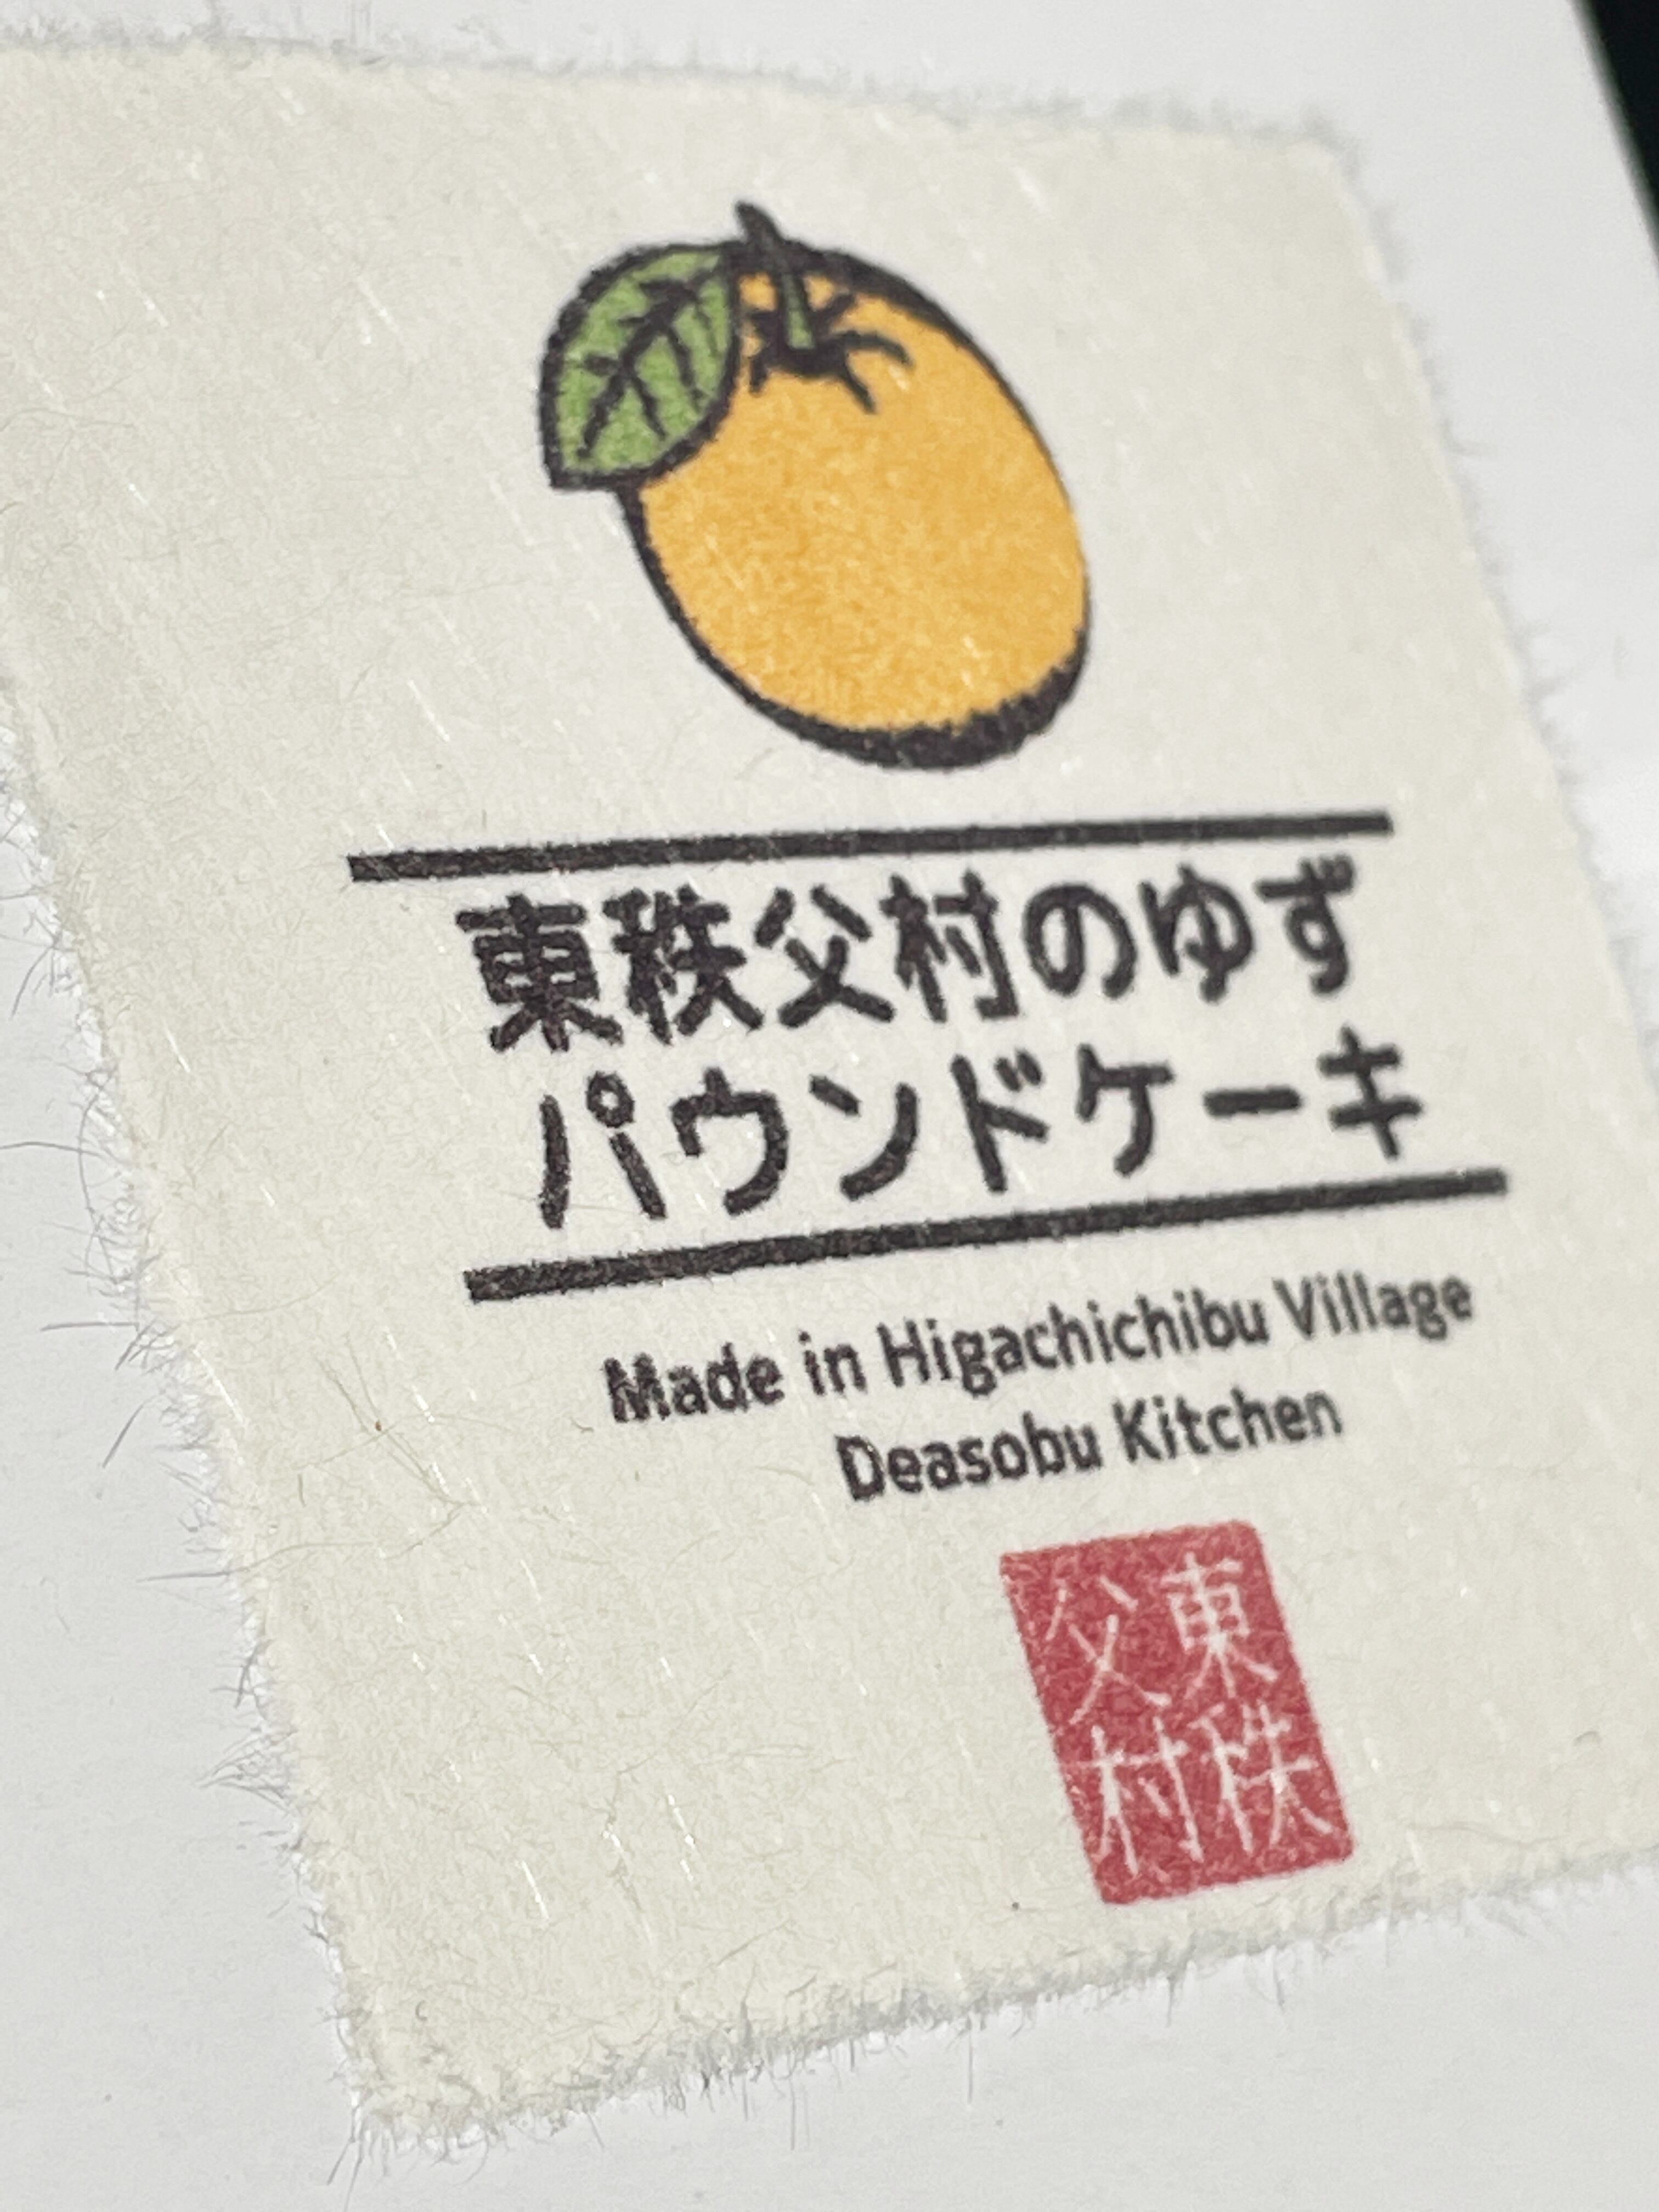 東秩父村のゆず
パウンドケーキ
Made in Higachichibu Village
Deasobu Kitchen
東秩
父村